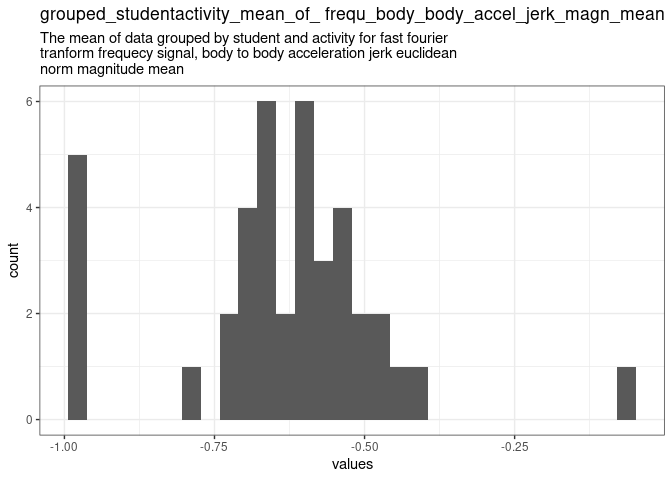 grouped_studentactivity_mean_of_ frequ_body_body_accel_jerk_magn_mean
The mean of data grouped by student and activity for fast fourier
tranform frequecy signal, body to body acceleration jerk euclidean
norm magnitude mean
6
4
2
0
count
-1.00 -0.75 -0.50 -0.25
values